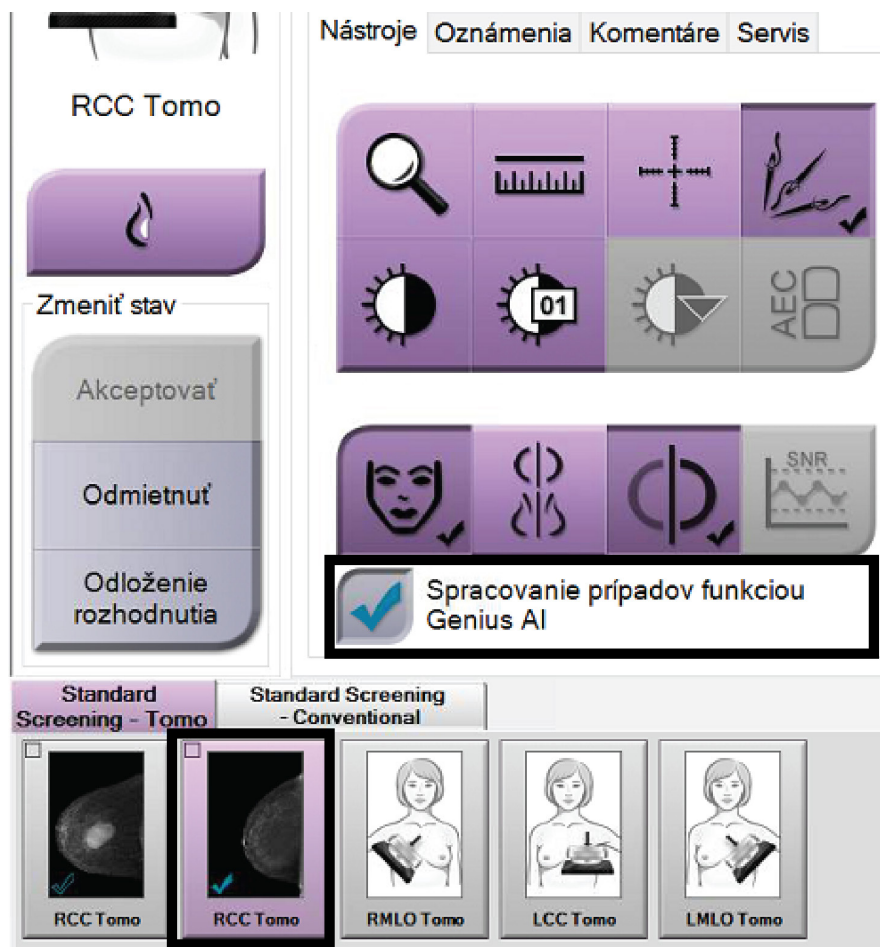 Nástroje Oznámenia Komentáre Servis
RCC Tomo
01
AEC
Zmeniť stav
Akceptovať
Odmietnuť
Odloženie
rozhodnutia
SNR
Spracovanie prípadov funkciou
Genius AI
Standard
Screening - Tomo
Standard Screening
- Conventional
RCC Tomo
RCC Tomo
RMLO Tomo
LCC Tomo
LMLO Tomo